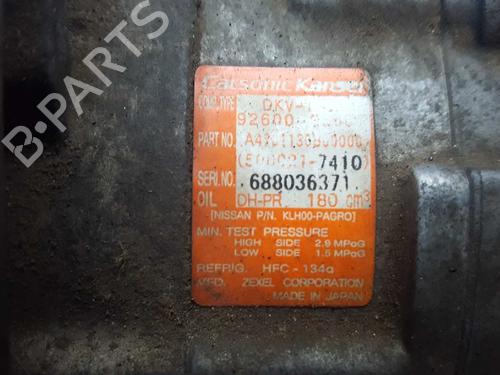 Calsonic Kansei
COMP. TYPE DKV-
92600-
PART NO.
7410)
SERI. NO. 688036371
OIL DH-PR 180 cm³
[NISSAN P/N. KLH00-PAGRO]
MIN. TEST PRESSURE
HIGH SIDE 2.9 MPaG
LOW SIDE 1.5 MPaG
REFRIG. HFC-134a
MFD. ZEXEL CORPORATION
MADE IN JAPAN
B-PARTS